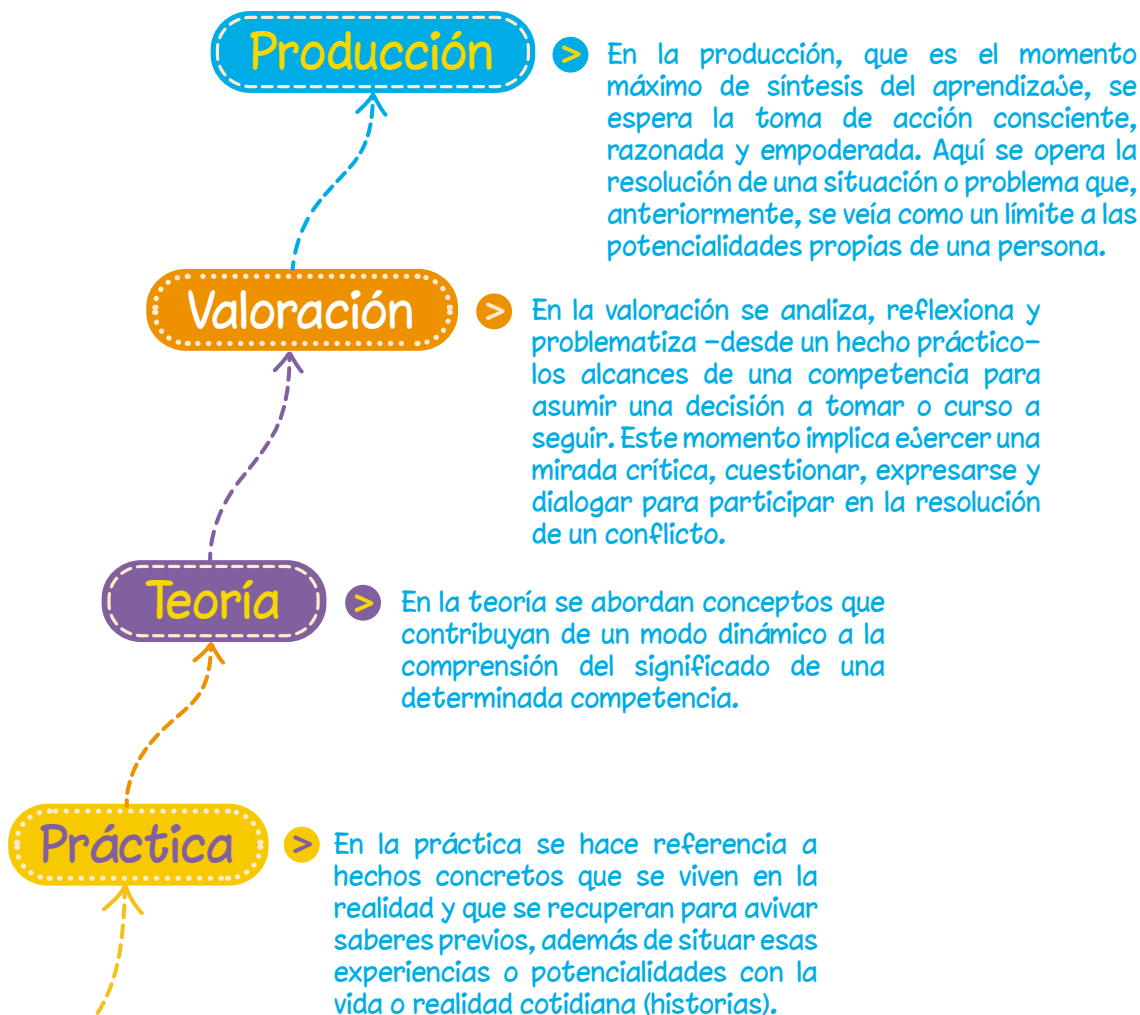 Producción
> En la producción, que es el momento
máximo de síntesis del aprendizaje, se
espera la toma de acción consciente,
razonada y empoderada. Aquí se opera la
resolución de una situación o problema que,
anteriormente, se veía como un límite a las
potencialidades propias de una persona.
Valoración
> En la valoración se analiza, reflexiona y
problematiza –desde un hecho práctico–
los alcances de una competencia para
asumir una decisión a tomar o curso a
seguir. Este momento implica ejercer una
mirada crítica, cuestionar, expresarse y
dialogar para participar en la resolución
de un conflicto.
Teoría
> En la teoría se abordan conceptos que
contribuyan de un modo dinámico a la
comprensión del significado de una
determinada competencia.
Práctica
> En la práctica se hace referencia a
hechos concretos que se viven en la
realidad y que se recuperan para avivar
saberes previos, además de situar esas
experiencias o potencialidades con la
vida o realidad cotidiana (historias).